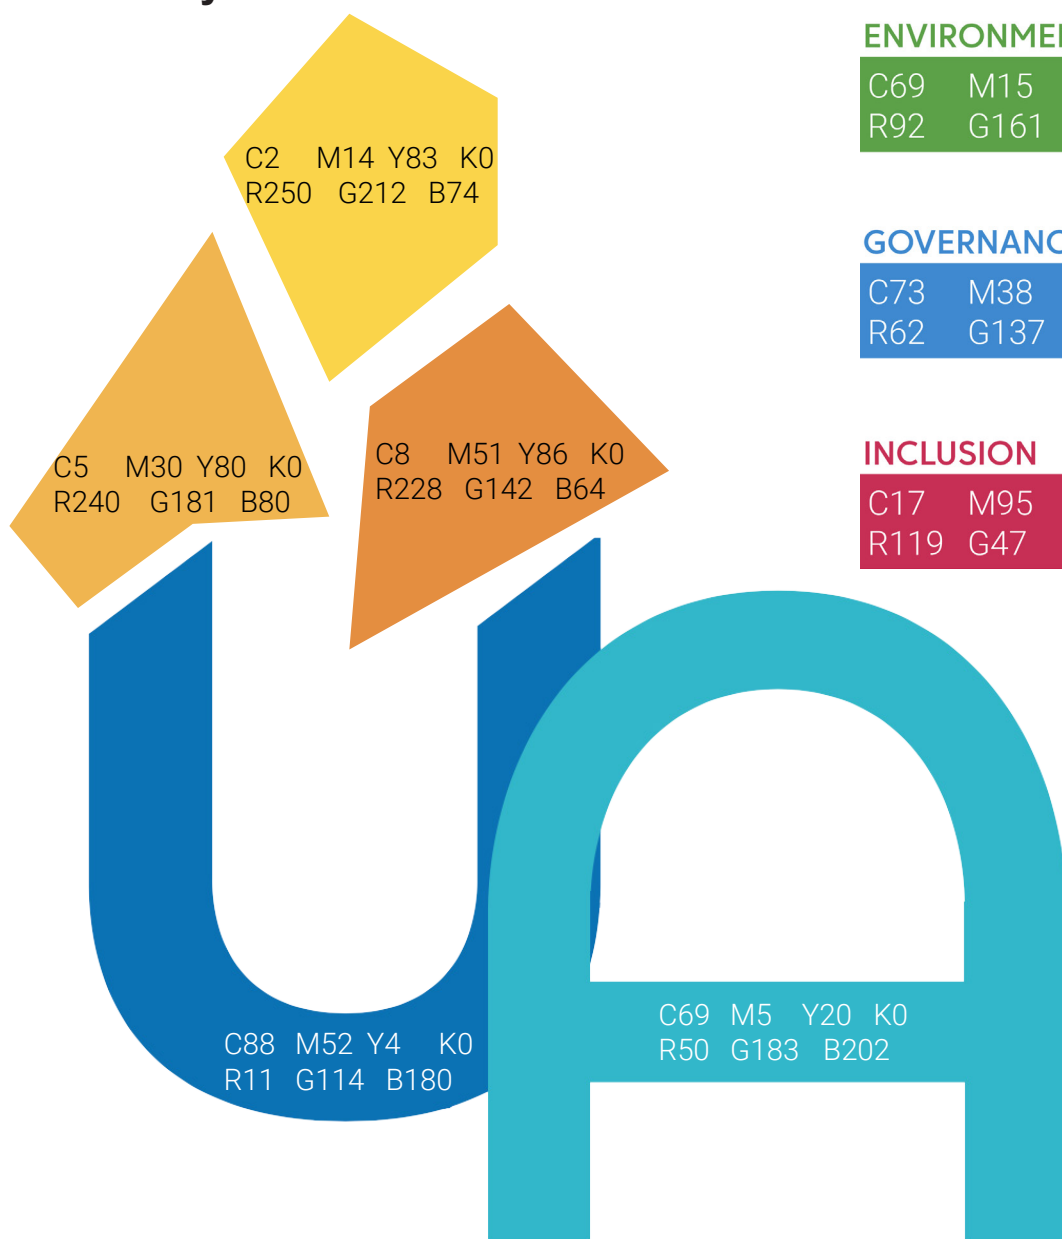 C2 M14 Y83 K0
R250 G212 B74
C5 M30 Y80 K0
R240 G181 B80
C8 M51 Y86 K0
R228 G142 B64
C88 M52 Y4 K0
R11 G114 B180
C69 M5 Y20 K0
R50 G183 B202
C69 M15
R92 G161
C73 M38
R62 G137
INCLUSION
C17 M95
R119 G47